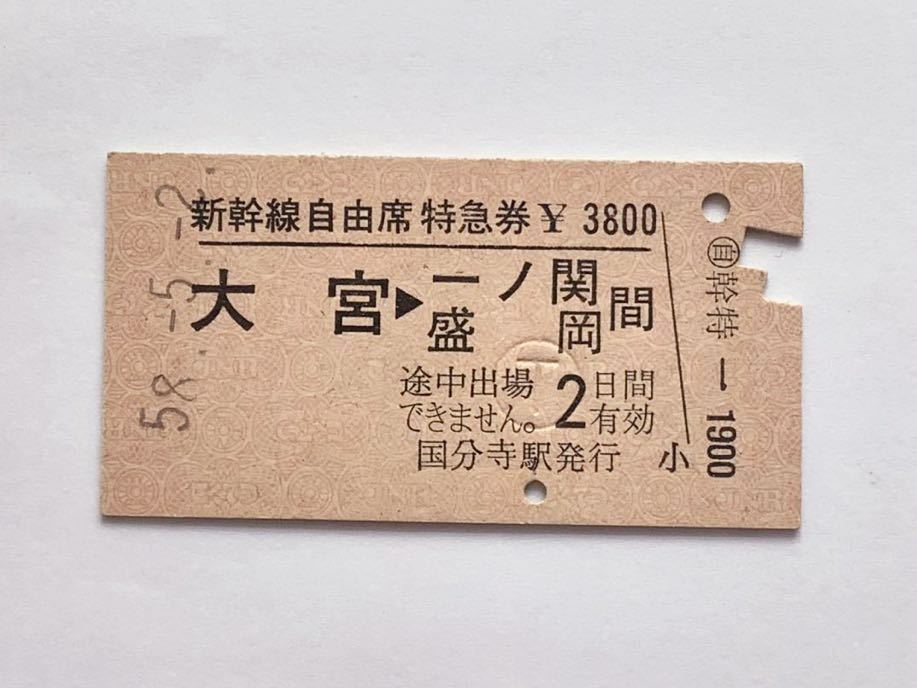 新幹線自由席特急券 ¥3800
大宮▶一ノ関
盛岡間
途中出場できません。
2日間有効
国分寺駅発行
小
㊂幹特
1900
58.-5.-2.